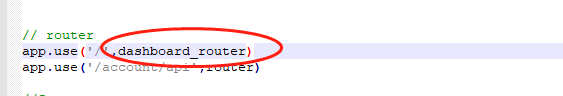 // router
app.use('/',dashboard_router)
app.use('/account/api',router)